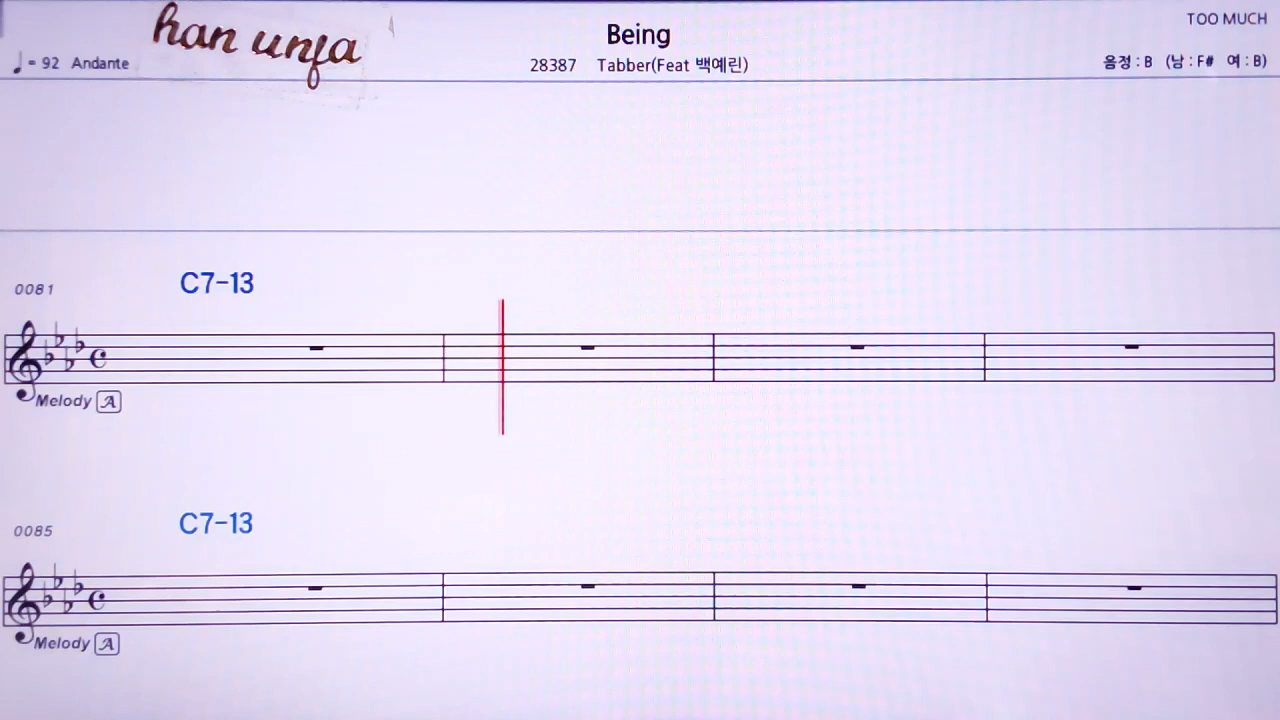 han unfa
Being
TOO MUCH
♩ = 92 Andante
28387 Tabber(Feat 백예린)
음정 : B (남 : F# 여 : B)
0081 C7-13
Melody A
0085 C7-13
Melody A